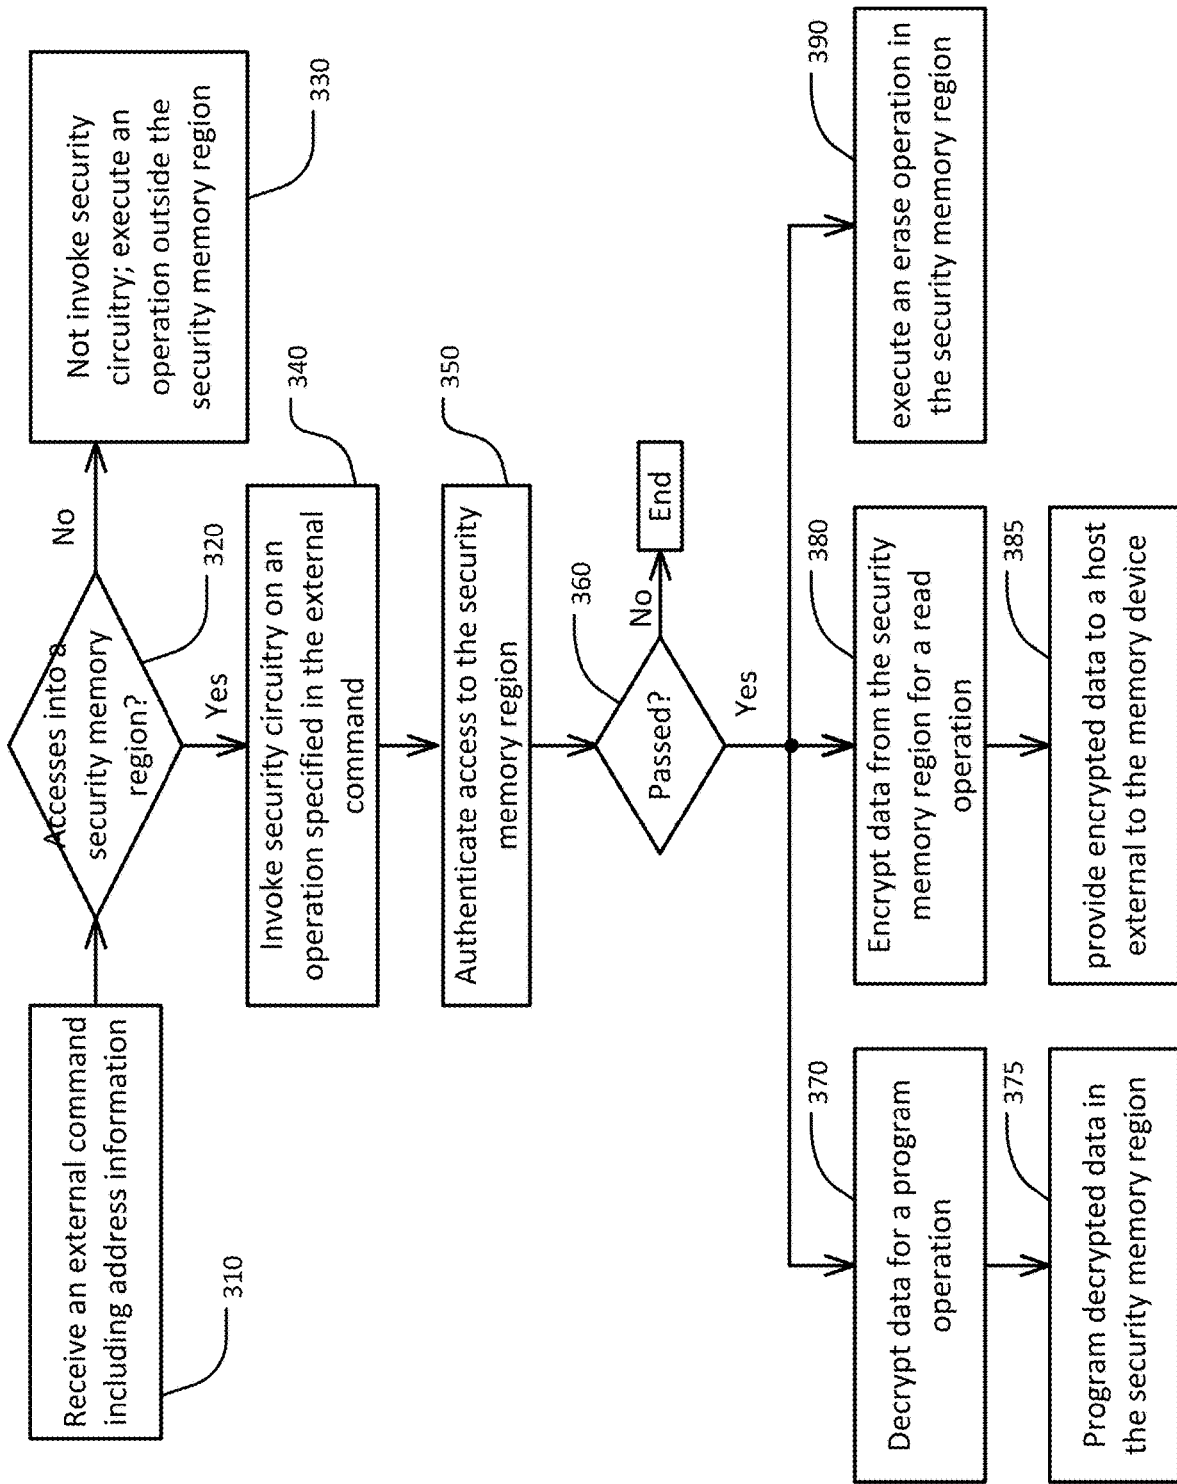 Receive an external command
including address information
310
Accesses into a
security memory
region?
320
No
Yes
Not invoke security
circuitry; execute an
operation outside the
security memory region
330
Invoke security circuitry on an
operation specified in the external
command
340
Authenticate access to the security
memory region
350
Passed?
360
No
End
Yes
Decrypt data for a program
operation
370
Program decrypted data in
the security memory region
375
Encrypt data from the security
memory region for a read
operation
380
provide encrypted data to a host
external to the memory device
385
execute an erase operation in
the security memory region
390